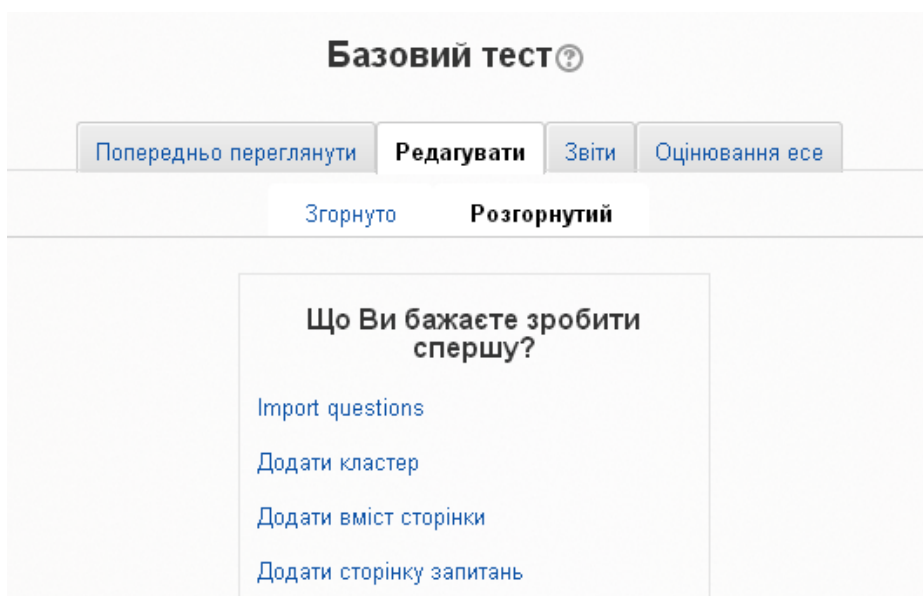 Базовий тест
Попередньо переглянути Редагувати Звіти Оцінювання есе
Згорнуто Розгорнутий
Що Ви бажаєте зробити
спершу?
Import questions
Додати кластер
Додати вміст сторінки
Додати сторінку запитань